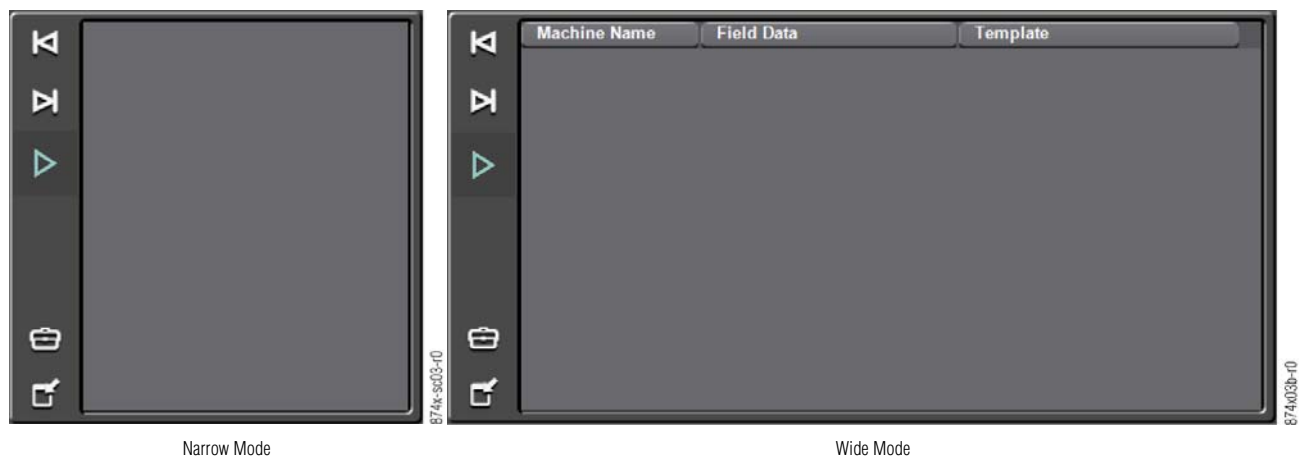 Machine Name Field Data Template
874x-sc03-r0
874x03b-r0
Narrow Mode
Wide Mode